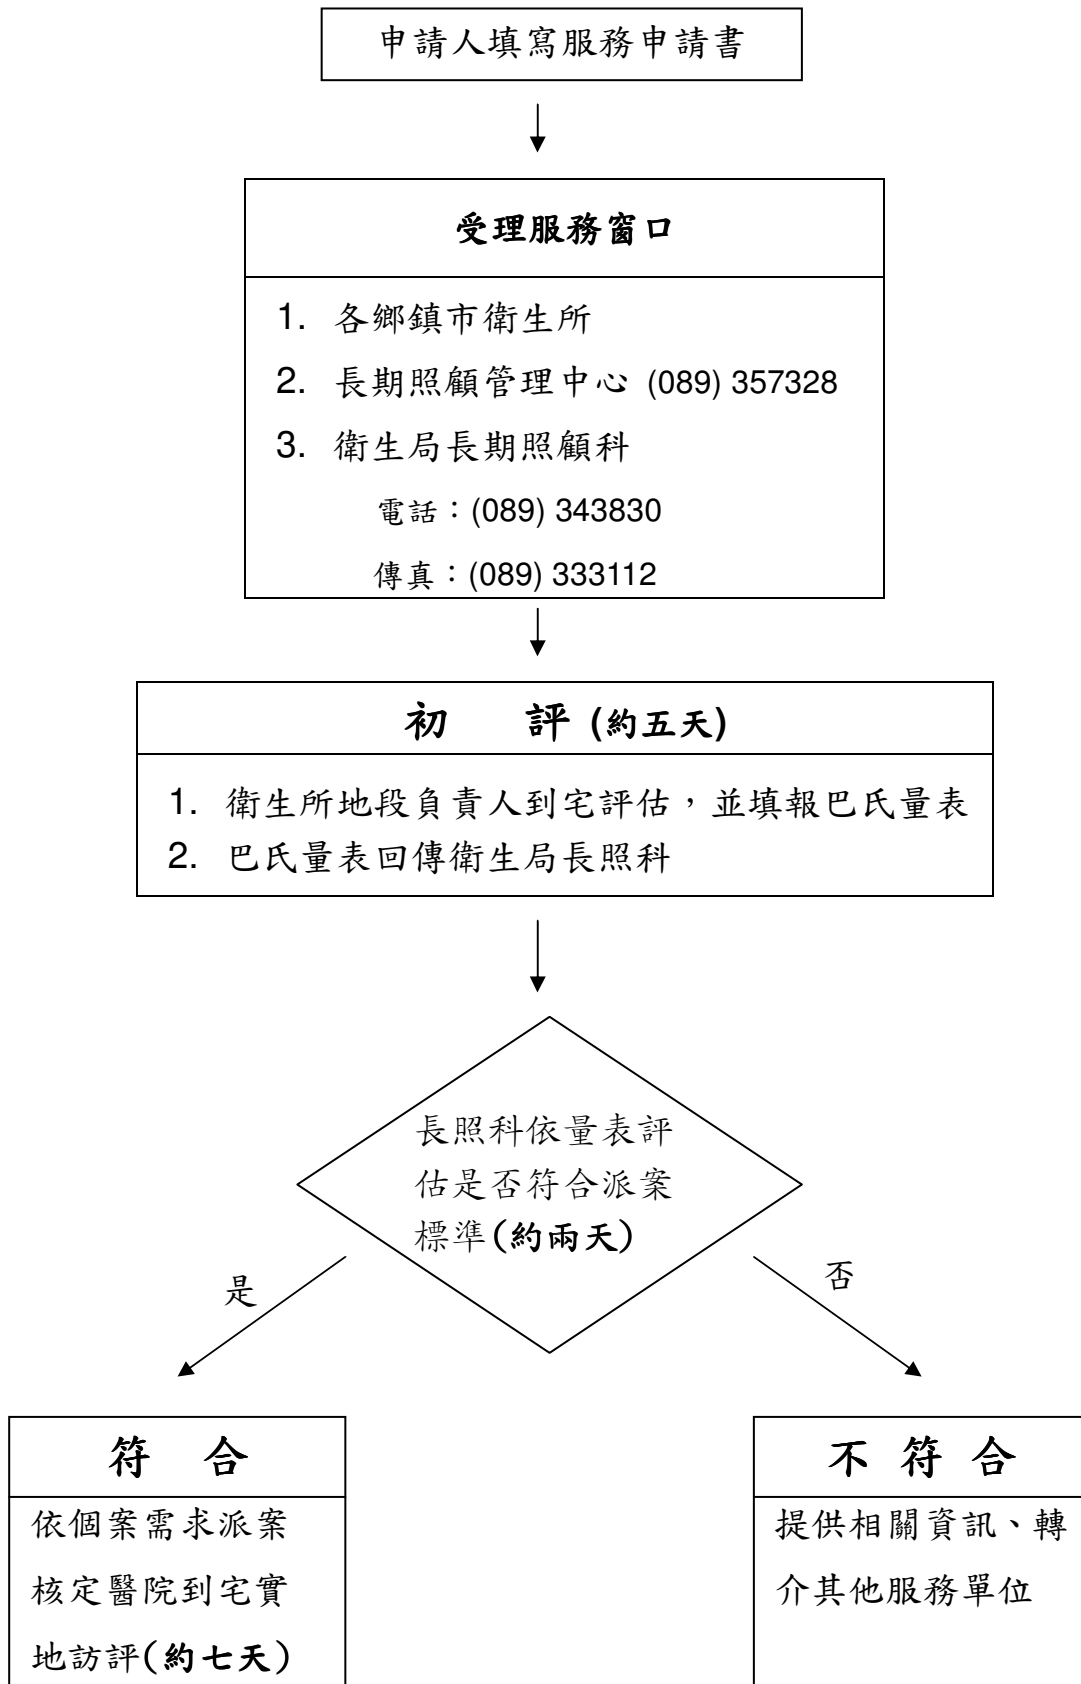 申請人填寫服務申請書
受理服務窗口
1. 各鄉鎮市衛生所
2. 長期照顧管理中心 (089) 357328
3. 衛生局長期照顧科
電話：(089) 343830
傳真：(089) 333112
初 評 (約五天)
1. 衛生所地段負責人到宅評估，並填報巴氏量表
2. 巴氏量表回傳衛生局長照科
長照科依量表評
估是否符合派案
標準(約兩天)
是
否
符 合
依個案需求派案
核定醫院到宅實
地訪評(約七天)
不 符 合
提供相關資訊、轉
介其他服務單位